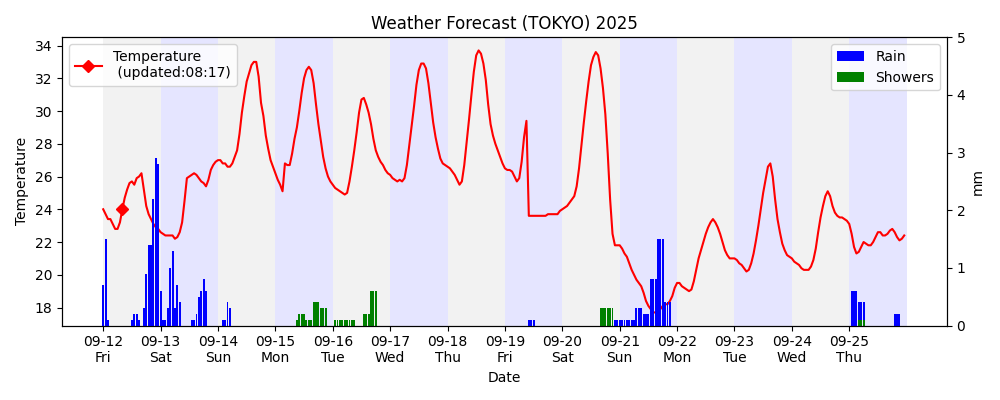 Weather Forecast (TOKYO) 2025
Temperature
(updated:08:17)
Rain
Showers
Temperature
34
32
30
28
26
24
22
20
18
5
4
3
2
1
0
mm
09-12 09-13 09-14 09-15 09-16 09-17 09-18 09-19 09-20 09-21 09-22 09-23 09-24 09-25
Fri Sat Sun Mon Tue Wed Thu Fri Sat Sun Mon Tue Wed Thu
Date